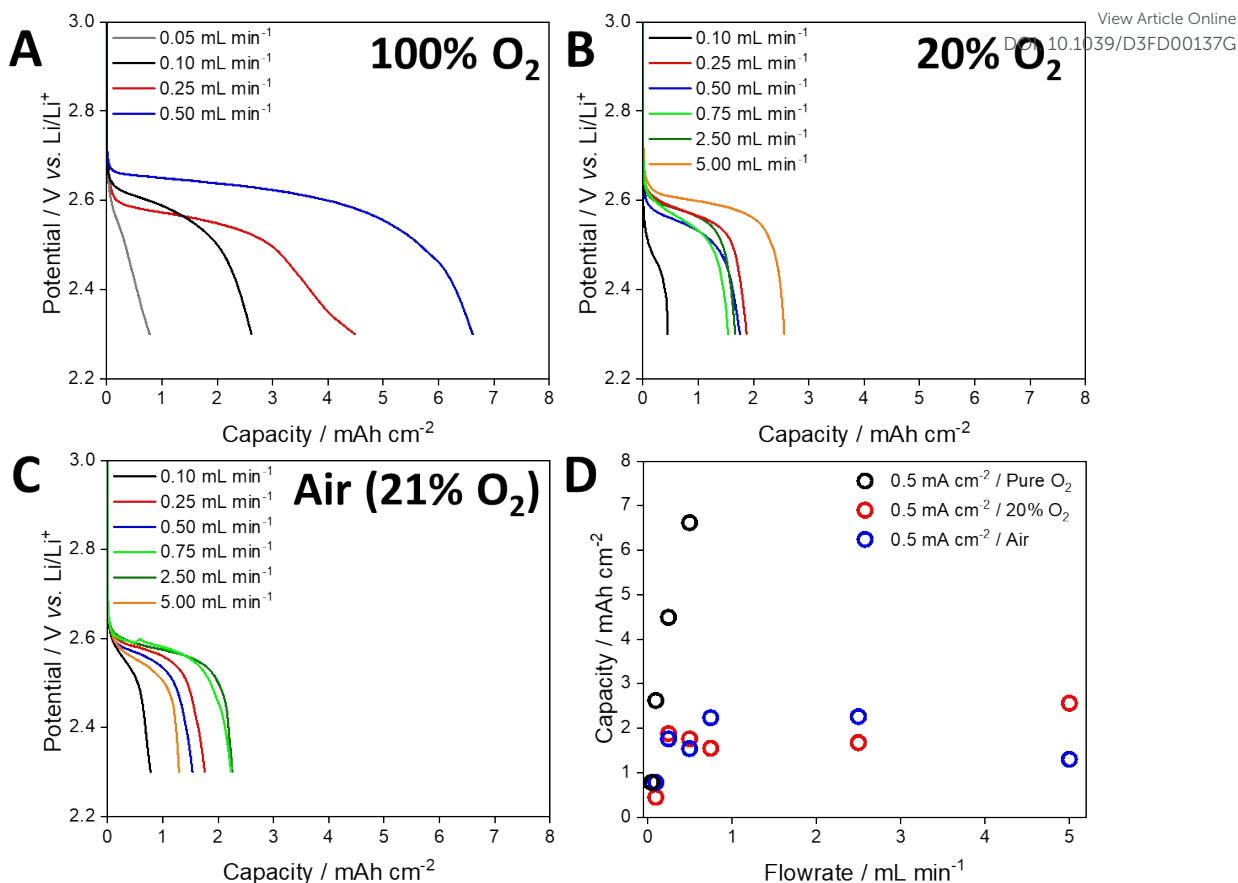 View Article Online
DOI: 10.1039/D3FD00137G
A
100% O₂
0.05 mL min⁻¹
0.10 mL min⁻¹
0.25 mL min⁻¹
0.50 mL min⁻¹
3.0
2.8
2.6
2.4
2.2
Potential / V vs. Li/Li⁺
0 1 2 3 4 5 6 7 8
Capacity / mAh cm⁻²
B
20% O₂
0.10 mL min⁻¹
0.25 mL min⁻¹
0.50 mL min⁻¹
0.75 mL min⁻¹
2.50 mL min⁻¹
5.00 mL min⁻¹
3.0
2.8
2.6
2.4
2.2
Potential / V vs. Li/Li⁺
0 1 2 3 4 5 6 7 8
Capacity / mAh cm⁻²
C
Air (21% O₂)
0.10 mL min⁻¹
0.25 mL min⁻¹
0.50 mL min⁻¹
0.75 mL min⁻¹
2.50 mL min⁻¹
5.00 mL min⁻¹
3.0
2.8
2.6
2.4
2.2
Potential / V vs. Li/Li⁺
0 1 2 3 4 5 6 7 8
Capacity / mAh cm⁻²
D
0.5 mA cm⁻² / Pure O₂
0.5 mA cm⁻² / 20% O₂
0.5 mA cm⁻² / Air
8
7
6
5
4
3
2
1
0
Capacity / mAh cm⁻²
0 1 2 3 4 5
Flowrate / mL min⁻¹